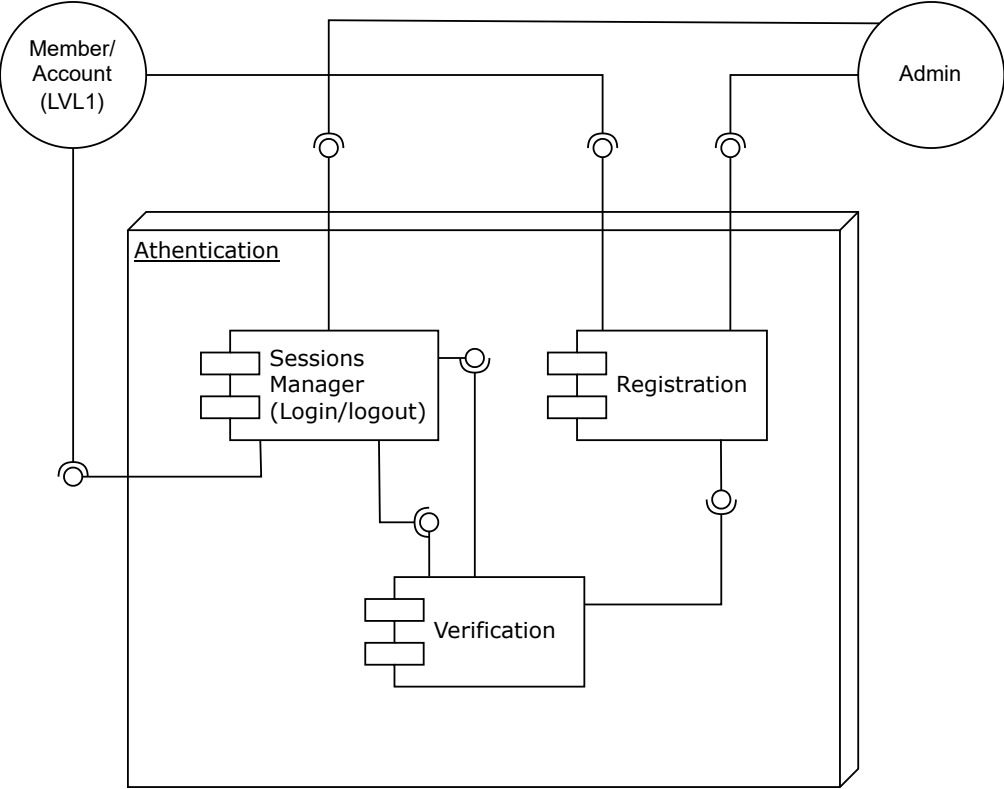 Member/
Account
(LVL1)
Admin
Athentication
Sessions
Manager
(Login/logout)
Registration
Verification